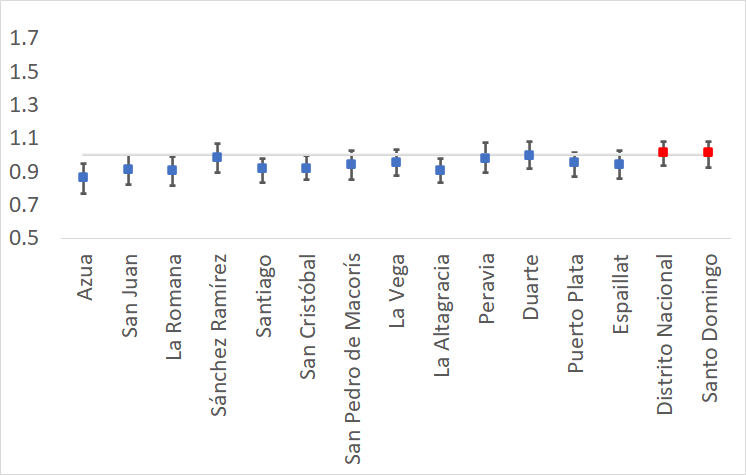 1.7
1.5
1.3
1.1
0.9
0.7
0.5
Azua
San Juan
La Romana
Sánchez Ramírez
Santiago
San Cristóbal
San Pedro de Macorís
La Vega
La Altagracia
Peravia
Duarte
Puerto Plata
Espaillat
Distrito Nacional
Santo Domingo